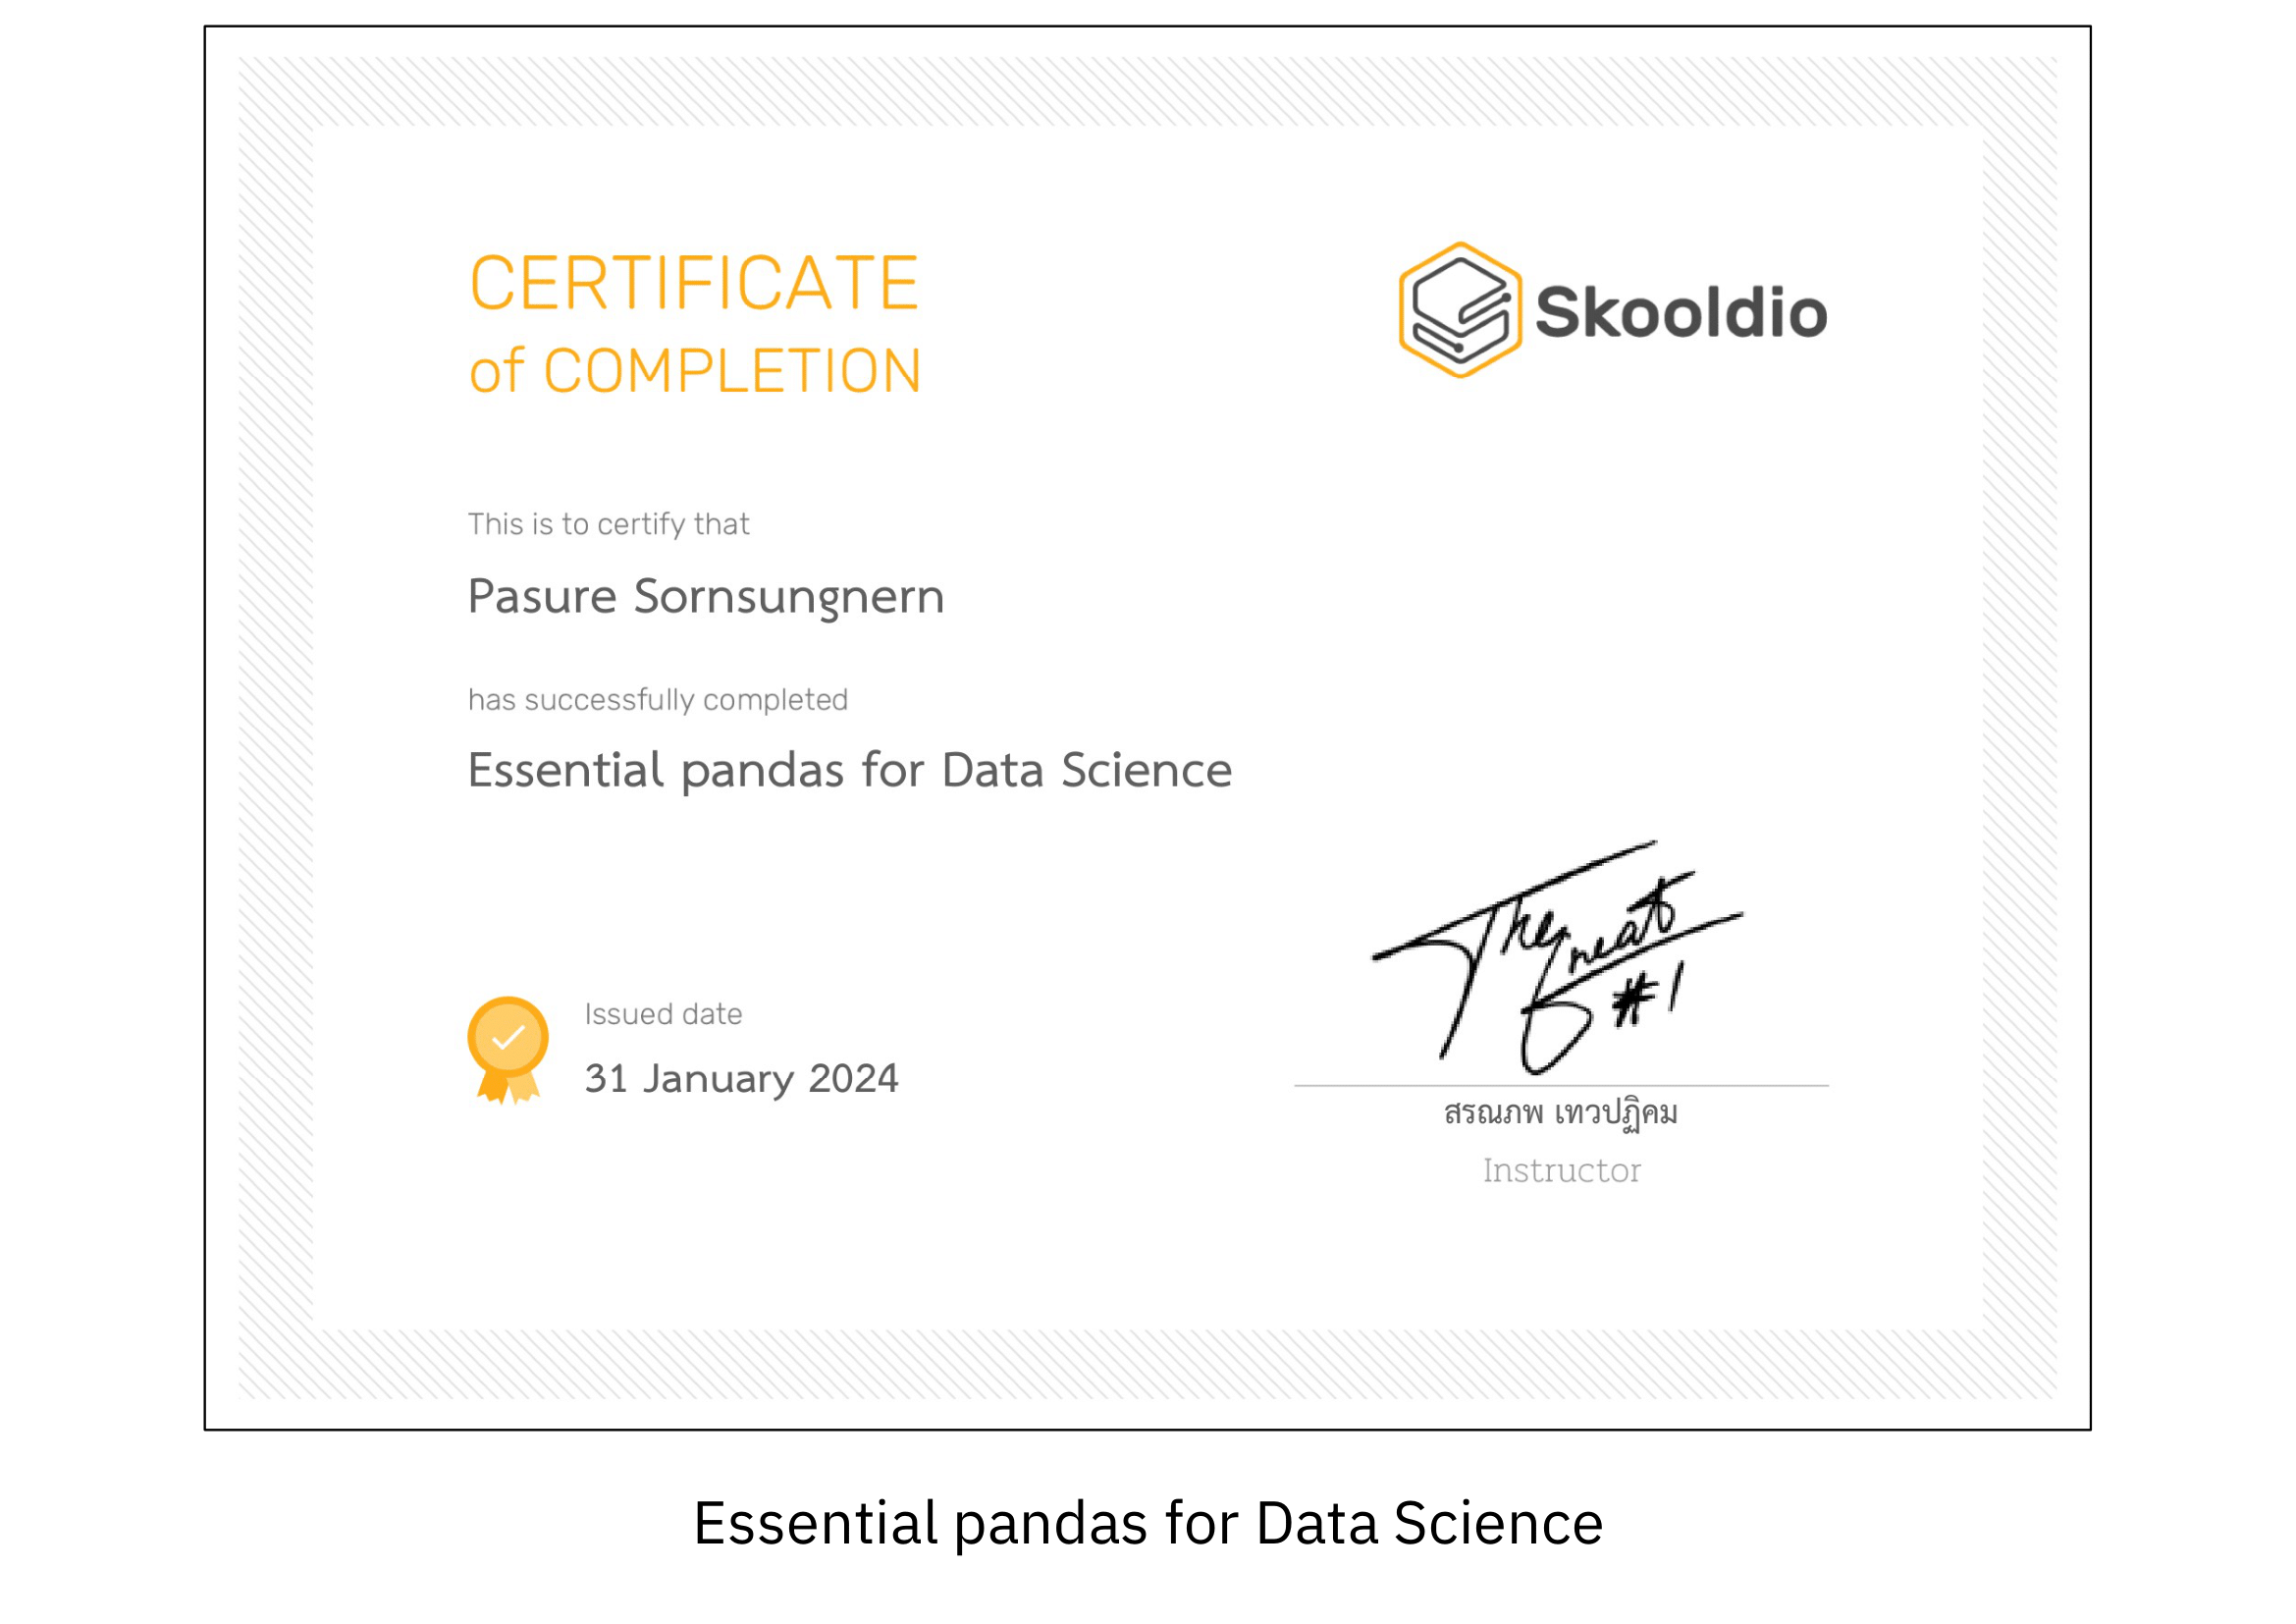 CERTIFICATE
of COMPLETION
Skooldio
This is to certify that
Pasure Sornsungnern
has successfully completed
Essential pandas for Data Science
Issued date
31 January 2024
#1
สรณภพ เทวปฏิคม
Instructor
Essential pandas for Data Science